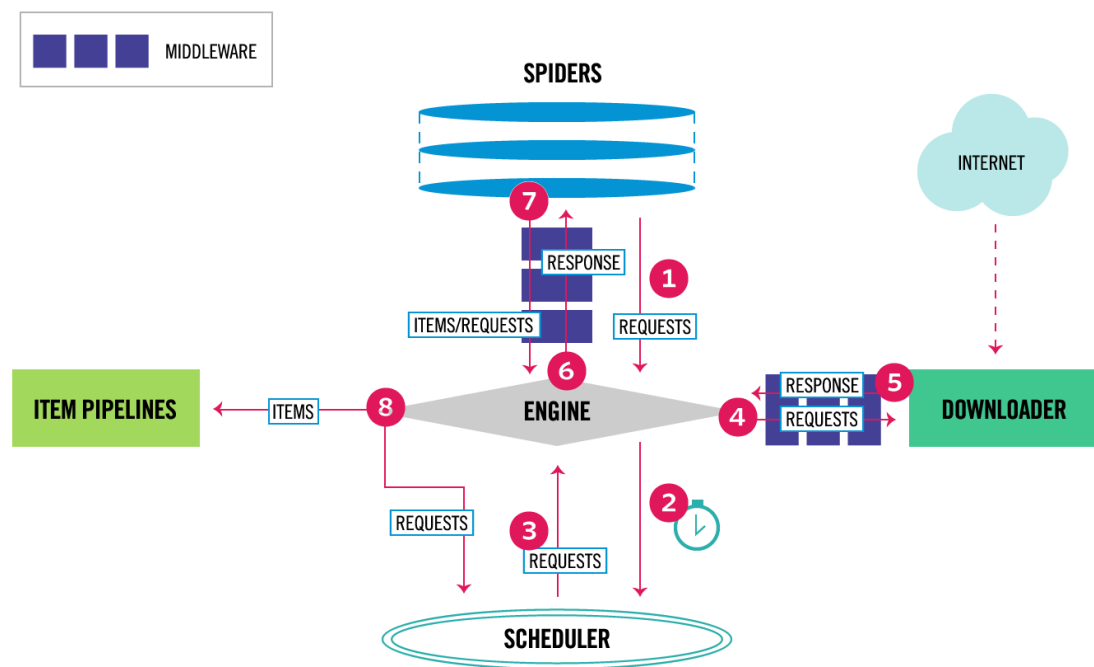 MIDDLEWARE
SPIDERS
INTERNET
7
RESPONSE
1
ITEMS/REQUESTS
REQUESTS
6
RESPONSE
5
ITEM PIPELINES
ITEMS
8
ENGINE
4
REQUESTS
DOWNLOADER
2
REQUESTS
3
REQUESTS
SCHEDULER